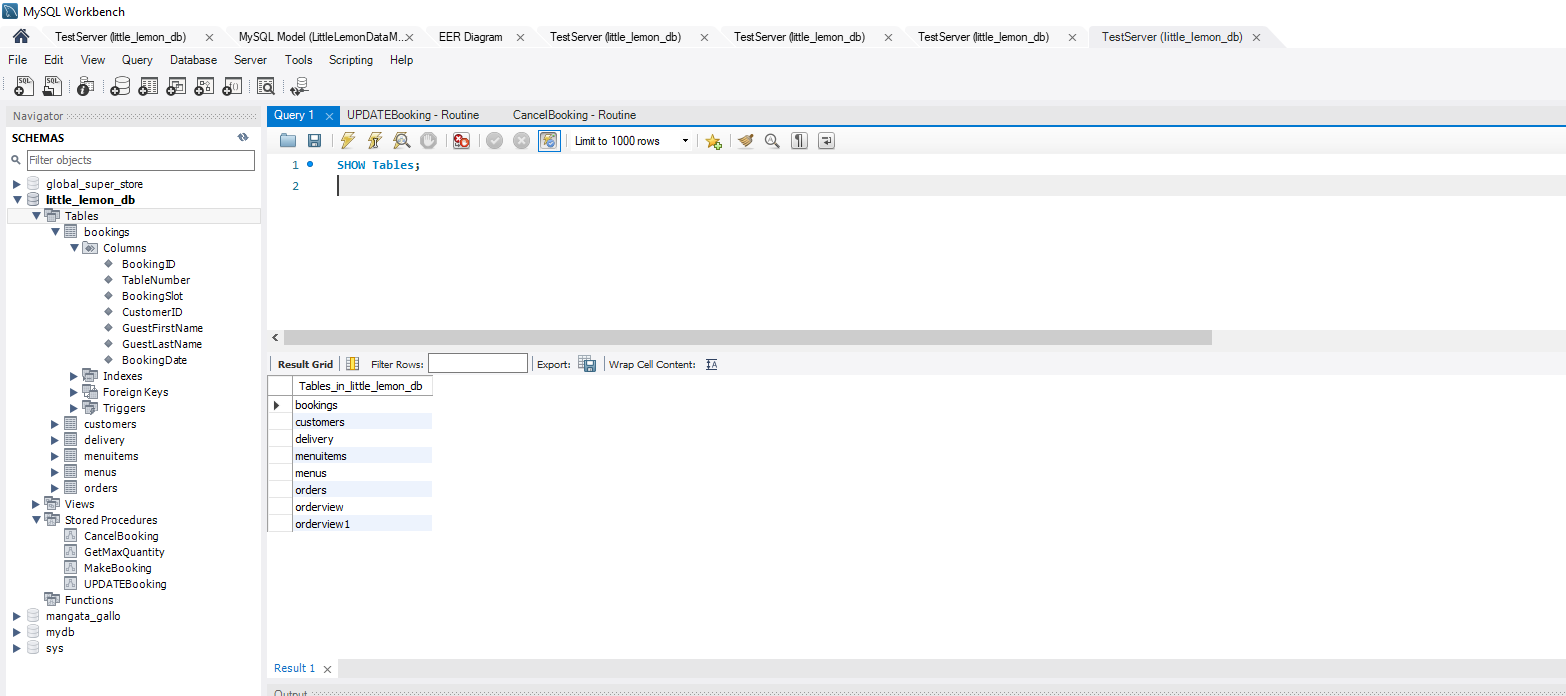 MySQL Workbench
TestServer (little_lemon_db) MySQL Model (LittleLemonDataM... EER Diagram TestServer (little_lemon_db) TestServer (little_lemon_db) TestServer (little_lemon_db) TestServer (little_lemon_db)
File Edit View Query Database Server Tools Scripting Help
Navigator
SCHEMAS
Filter objects
global_super_store
little_lemon_db
Tables
bookings
Columns
BookingID
TableNumber
BookingSlot
CustomerID
GuestFirstName
GuestLastName
BookingDate
Indexes
Foreign Keys
Triggers
customers
delivery
menuitems
menus
orders
Views
Stored Procedures
CancelBooking
GetMaxQuantity
MakeBooking
UPDATEBooking
Functions
mangata_gallo
mydb
sys
Query 1 UPDATEBooking - Routine CancelBooking - Routine
Limit to 1000 rows
1 SHOW Tables;
2
Result Grid Filter Rows: Export: Wrap Cell Content:
Tables_in_little_lemon_db
bookings
customers
delivery
menuitems
menus
orders
orderview
orderview1
Result 1
Output